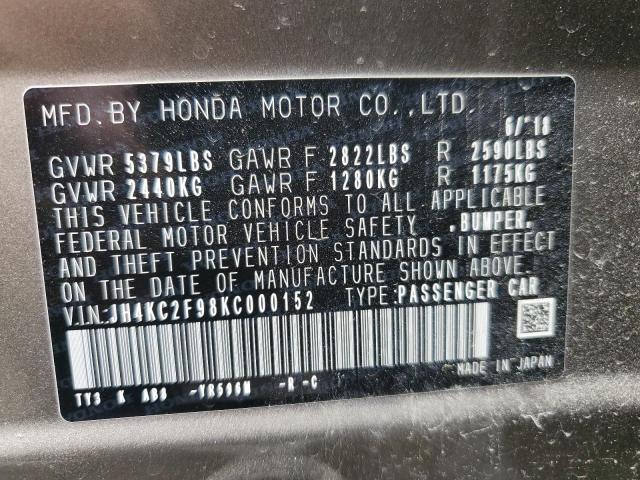 MFD.BY HONDA MOTOR CO.,LTD. 6/'18
GVWR 5379LBS GAWR F 2822LBS R 2590LBS
GVWR 2440KG GAWR F 1280KG R 1175KG
THIS VEHICLE CONFORMS TO ALL APPLICABLE
FEDERAL MOTOR VEHICLE SAFETY ,BUMPER,
AND THEFT PREVENTION STANDARDS IN EFFECT
ON THE DATE OF MANUFACTURE SHOWN ABOVE.
V.I.N.:JH4KC2F98KC000152 TYPE:PASSENGER CAR
MADE IN JAPAN
TY3 K -R -C